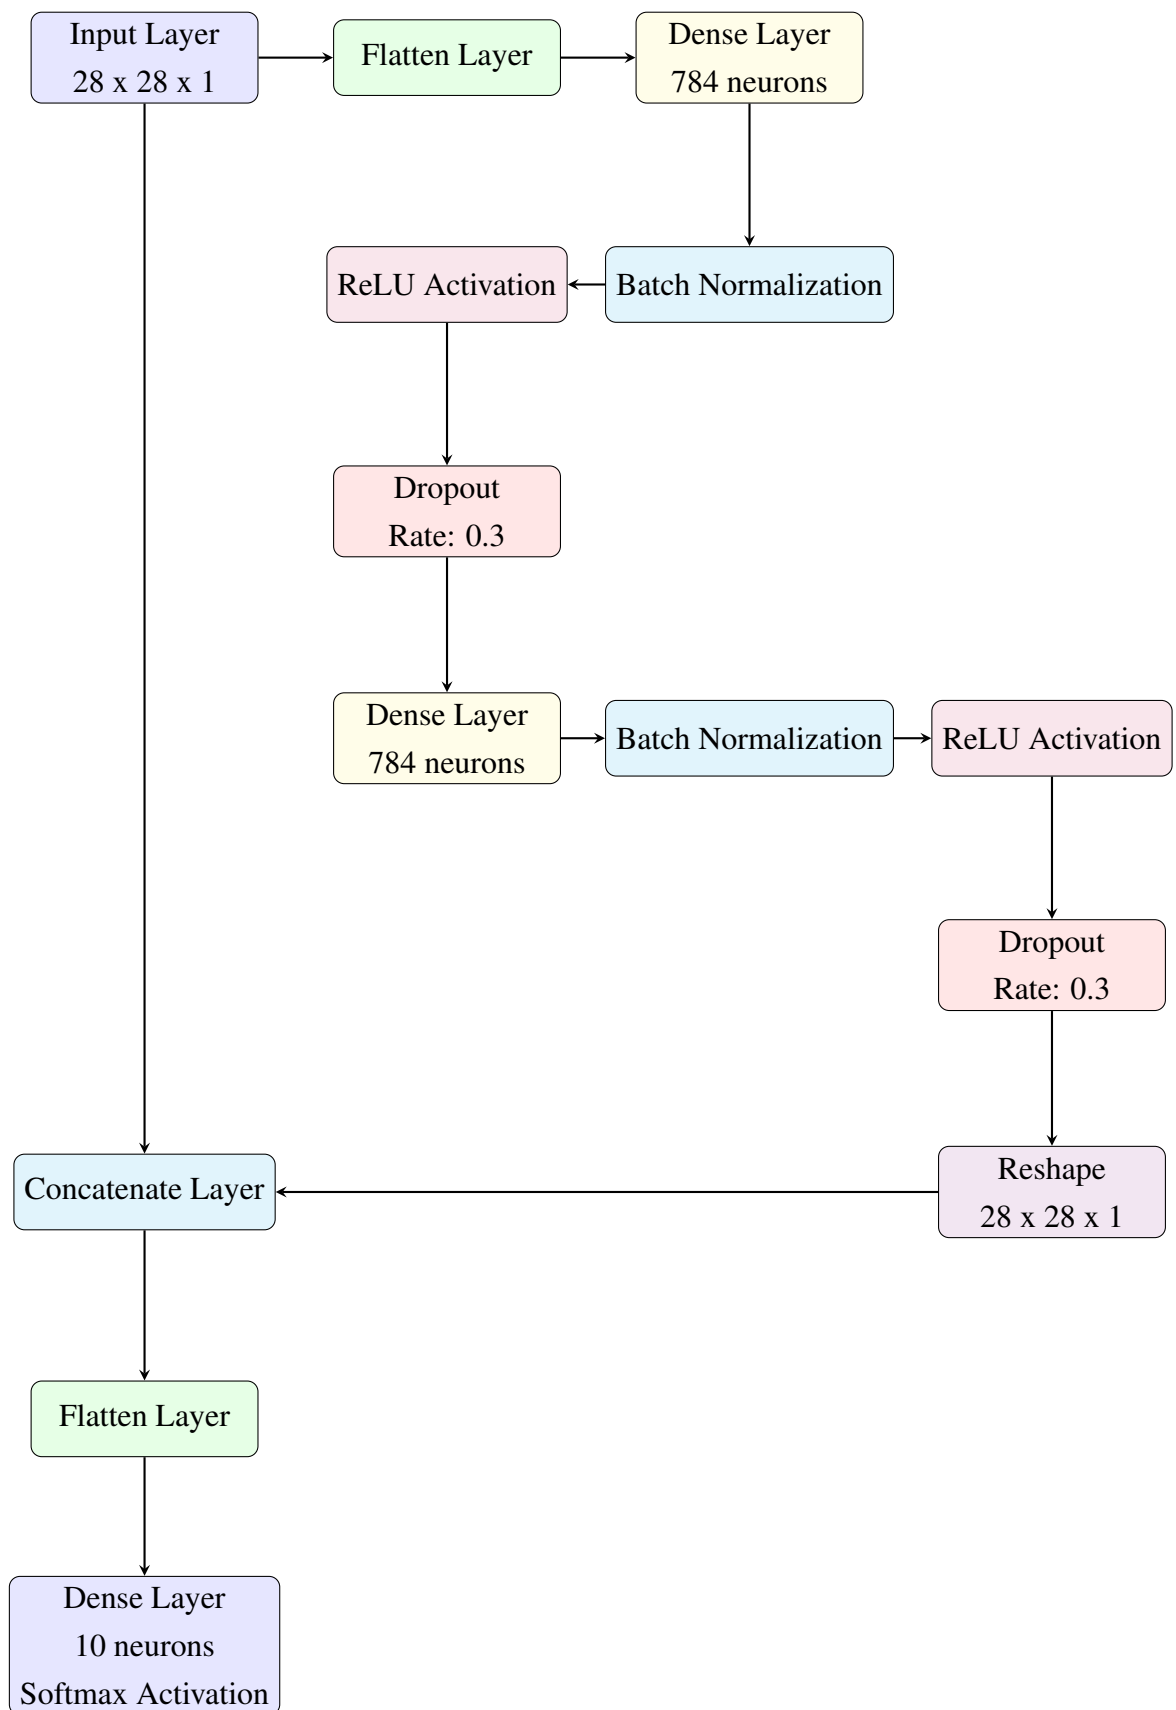 Input Layer
28 x 28 x 1
Flatten Layer
Dense Layer
784 neurons
Batch Normalization
ReLU Activation
Dropout
Rate: 0.3
Dense Layer
784 neurons
Batch Normalization
ReLU Activation
Dropout
Rate: 0.3
Reshape
28 x 28 x 1
Concatenate Layer
Flatten Layer
Dense Layer
10 neurons
Softmax Activation